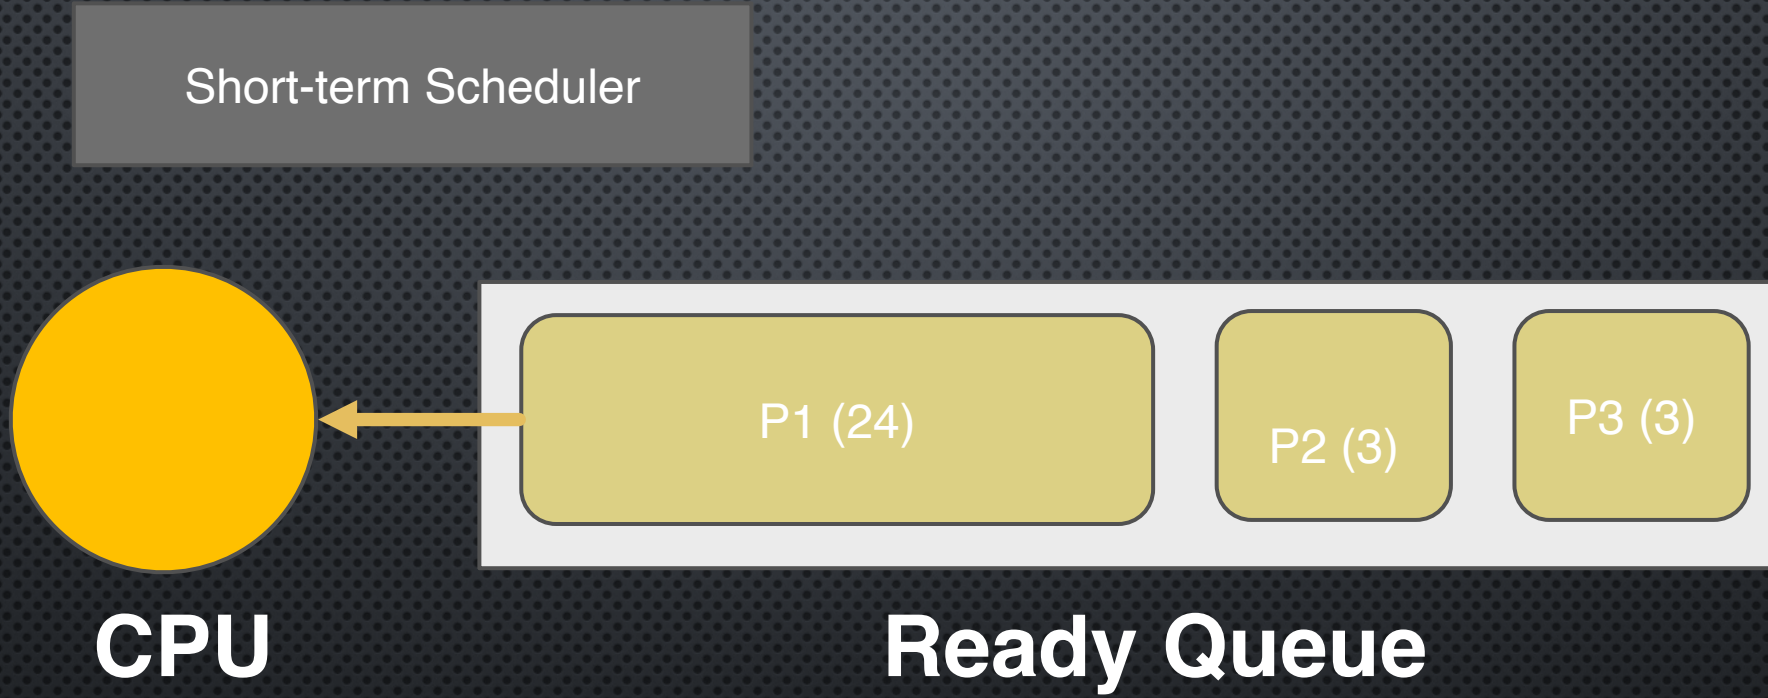 Short-term Scheduler
P1 (24)
P2 (3)
P3 (3)
CPU
Ready Queue